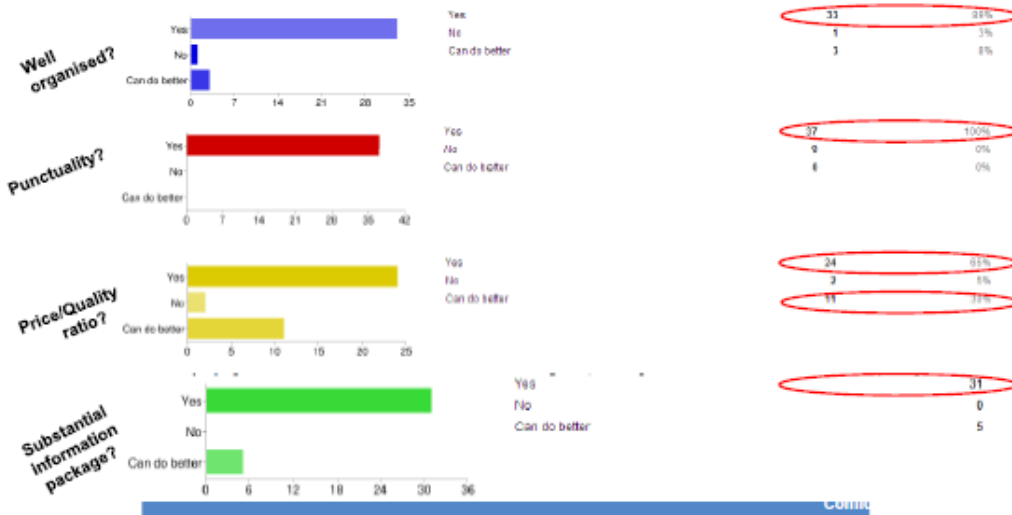 Well organised?
Yes
No
Can do better
0 7 14 21 28 35
Yes 33 89%
No 1 3%
Can do better 3 8%
Punctuality?
Yes
No
Can do better
0 7 14 21 28 35 42
Yes 37 100%
No 0 0%
Can do better 0 0%
Price/Quality ratio?
Yes
No
Can do better
0 5 10 15 20 25
Yes 24 65%
No 2 5%
Can do better 11 30%
Substantial information package?
Yes
No
Can do better
0 6 12 18 24 30 36
Yes 31
No 0
Can do better 5